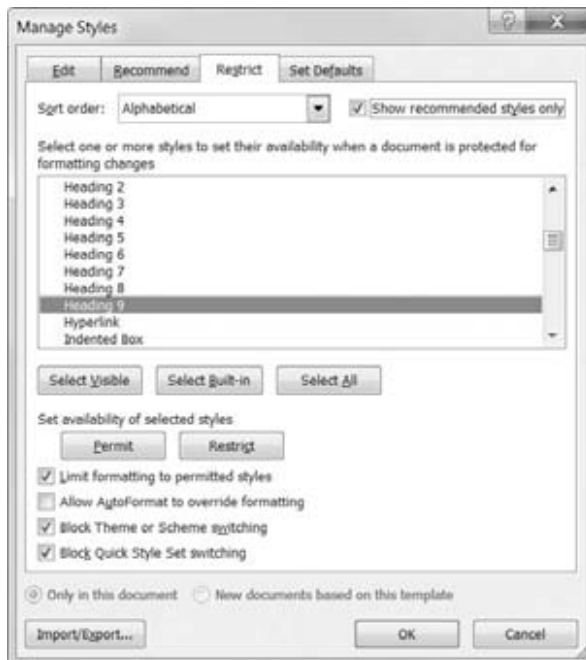 Manage Styles
Edit Recommend Restrict Set Defaults
Sort order: Alphabetical Show recommended styles only
Select one or more styles to set their availability when a document is protected for
formatting changes
Heading 2
Heading 3
Heading 4
Heading 5
Heading 6
Heading 7
Heading 8
Heading 9
Hyperlink
Indented Box
Select Visible Select Built-in Select All
Set availability of selected styles
Permit Restrict
Limit formatting to permitted styles
Allow AutoFormat to override formatting
Block Theme or Scheme switching
Block Quick Style Set switching
Only in this document New documents based on this template
Import/Export... OK Cancel